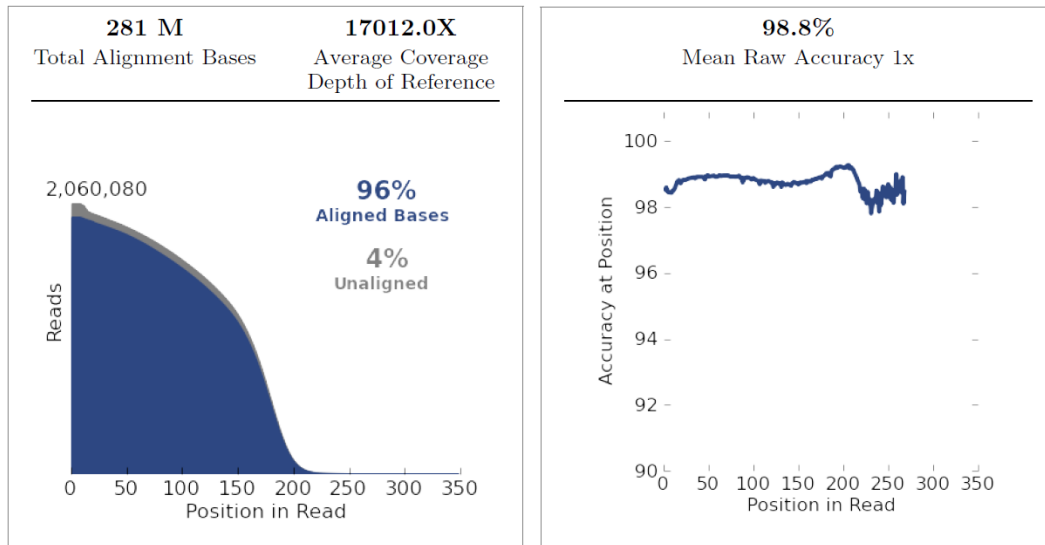 281 M
Total Alignment Bases
17012.0X
Average Coverage
Depth of Reference
2,060,080
96%
Aligned Bases
4%
Unaligned
Reads
0 50 100 150 200 250 300 350
Position in Read
98.8%
Mean Raw Accuracy 1x
100
98
96
94
92
90
Accuracy at Position
0 50 100 150 200 250 300 350
Position in Read